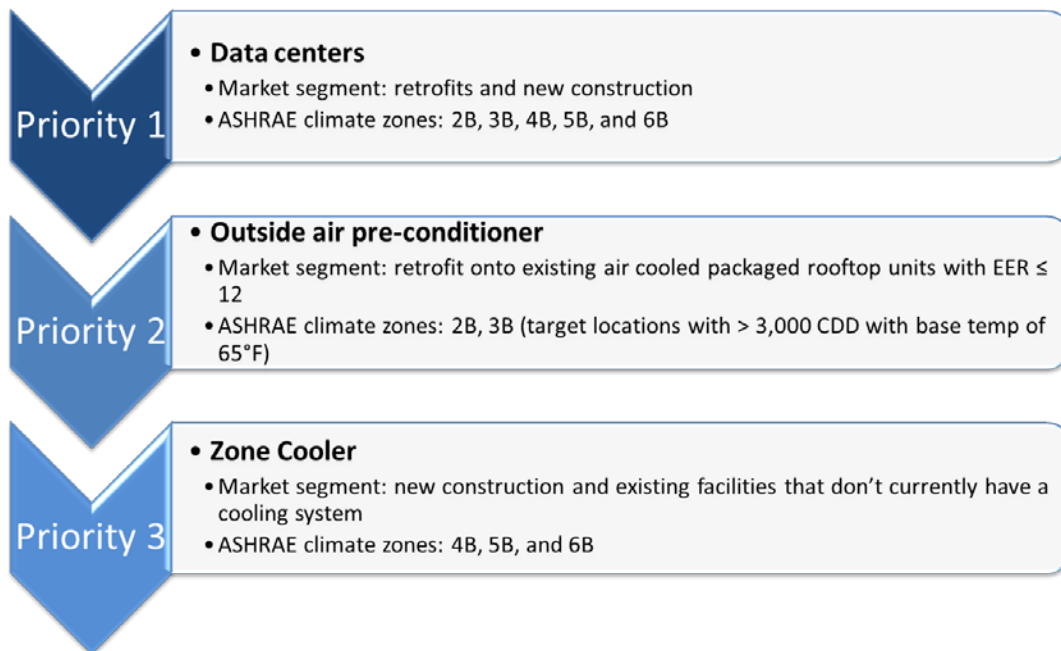 Priority 1
• Data centers
• Market segment: retrofits and new construction
• ASHRAE climate zones: 2B, 3B, 4B, 5B, and 6B
Priority 2
• Outside air pre-conditioner
• Market segment: retrofit onto existing air cooled packaged rooftop units with EER ≤
12
• ASHRAE climate zones: 2B, 3B (target locations with > 3,000 CDD with base temp of
65°F)
Priority 3
• Zone Cooler
• Market segment: new construction and existing facilities that don't currently have a
cooling system
• ASHRAE climate zones: 4B, 5B, and 6B